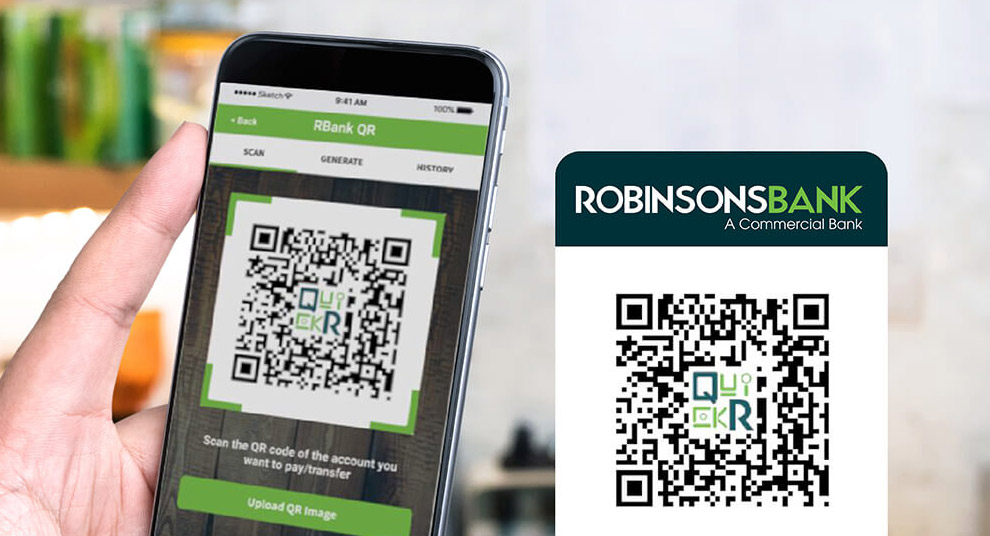 Sketch
9:41 AM
100%
< Back
RBank QR
SCAN
GENERATE
HISTORY
QUi
CKR
Scan the QR code of the account you
want to pay/transfer
Upload QR Image
ROBINSONSBANK
A Commercial Bank
QUi
CKR